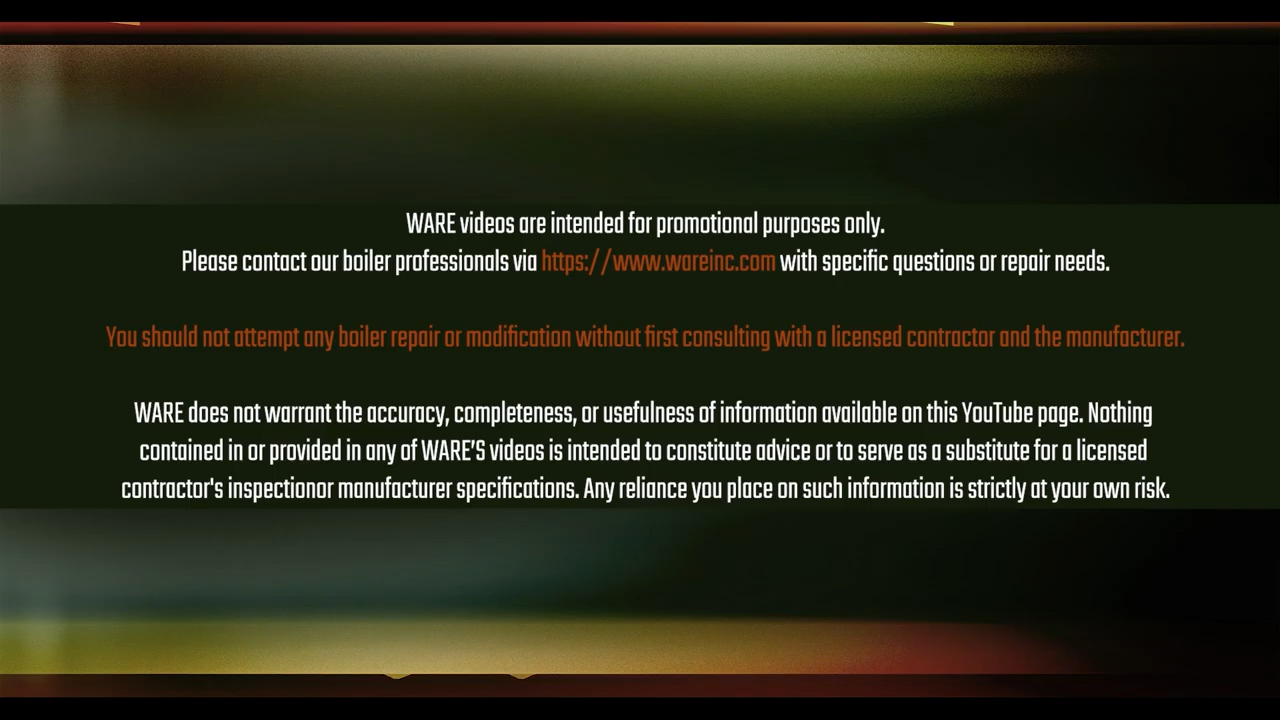 WARE videos are intended for promotional purposes only.
Please contact our boiler professionals via https://www.wareinc.com with specific questions or repair needs.
You should not attempt any boiler repair or modification without first consulting with a licensed contractor and the manufacturer.
WARE does not warrant the accuracy, completeness, or usefulness of information available on this YouTube page. Nothing
contained in or provided in any of WARE'S videos is intended to constitute advice or to serve as a substitute for a licensed
contractor's inspectionor manufacturer specifications. Any reliance you place on such information is strictly at your own risk.